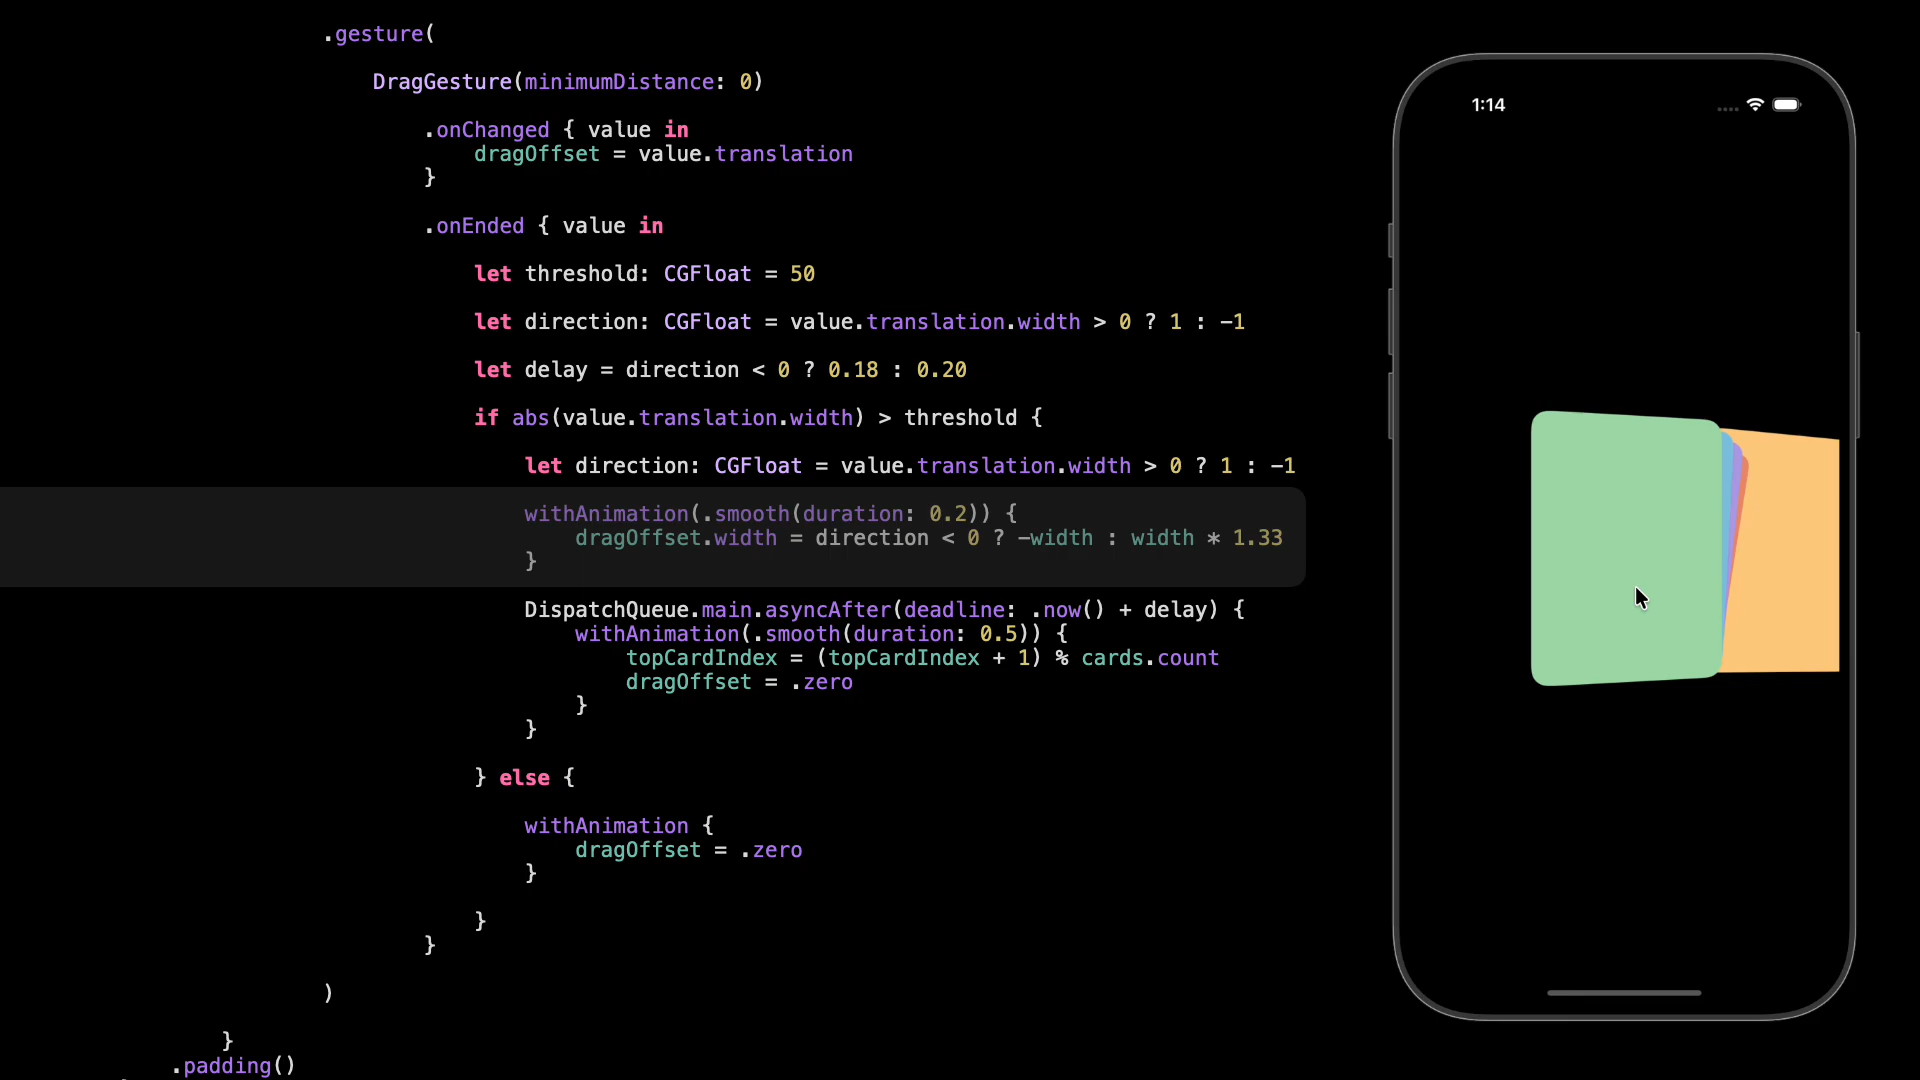 .gesture(
DragGesture(minimumDistance: 0)
.onChanged { value in
dragOffset = value.translation
}
.onEnded { value in
let threshold: CGFloat = 50
let direction: CGFloat = value.translation.width > 0 ? 1 : -1
let delay = direction < 0 ? 0.18 : 0.20
if abs(value.translation.width) > threshold {
let direction: CGFloat = value.translation.width > 0 ? 1 : -1
withAnimation(.smooth(duration: 0.2)) {
dragOffset.width = direction < 0 ? -width : width * 1.33
}
DispatchQueue.main.asyncAfter(deadline: .now() + delay) {
withAnimation(.smooth(duration: 0.5)) {
topCardIndex = (topCardIndex + 1) % cards.count
dragOffset = .zero
}
}
} else {
withAnimation {
dragOffset = .zero
}
}
}
)
}
.padding()
1:14